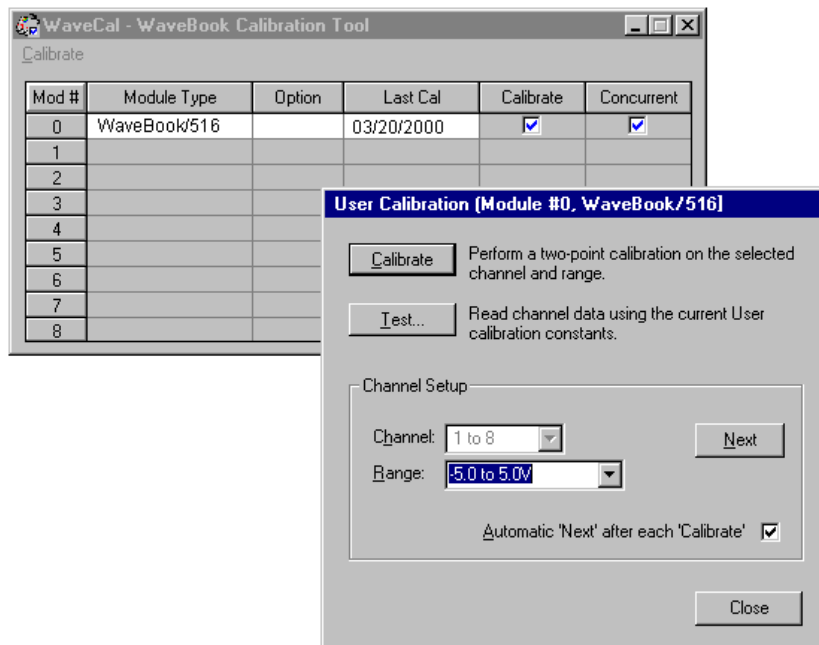 WaveCal - WaveBook Calibration Tool
Calibrate
Mod # Module Type Option Last Cal Calibrate Concurrent
0 WaveBook/516 03/20/2000
1
2
3
4
5
6
7
8
User Calibration (Module #0, WaveBook/516]
Calibrate Perform a two-point calibration on the selected
channel and range.
Test... Read channel data using the current User
calibration constants.
Channel Setup
Channel: 1 to 8 Next
Range: -5.0 to 5.0V
Automatic 'Next' after each 'Calibrate'
Close